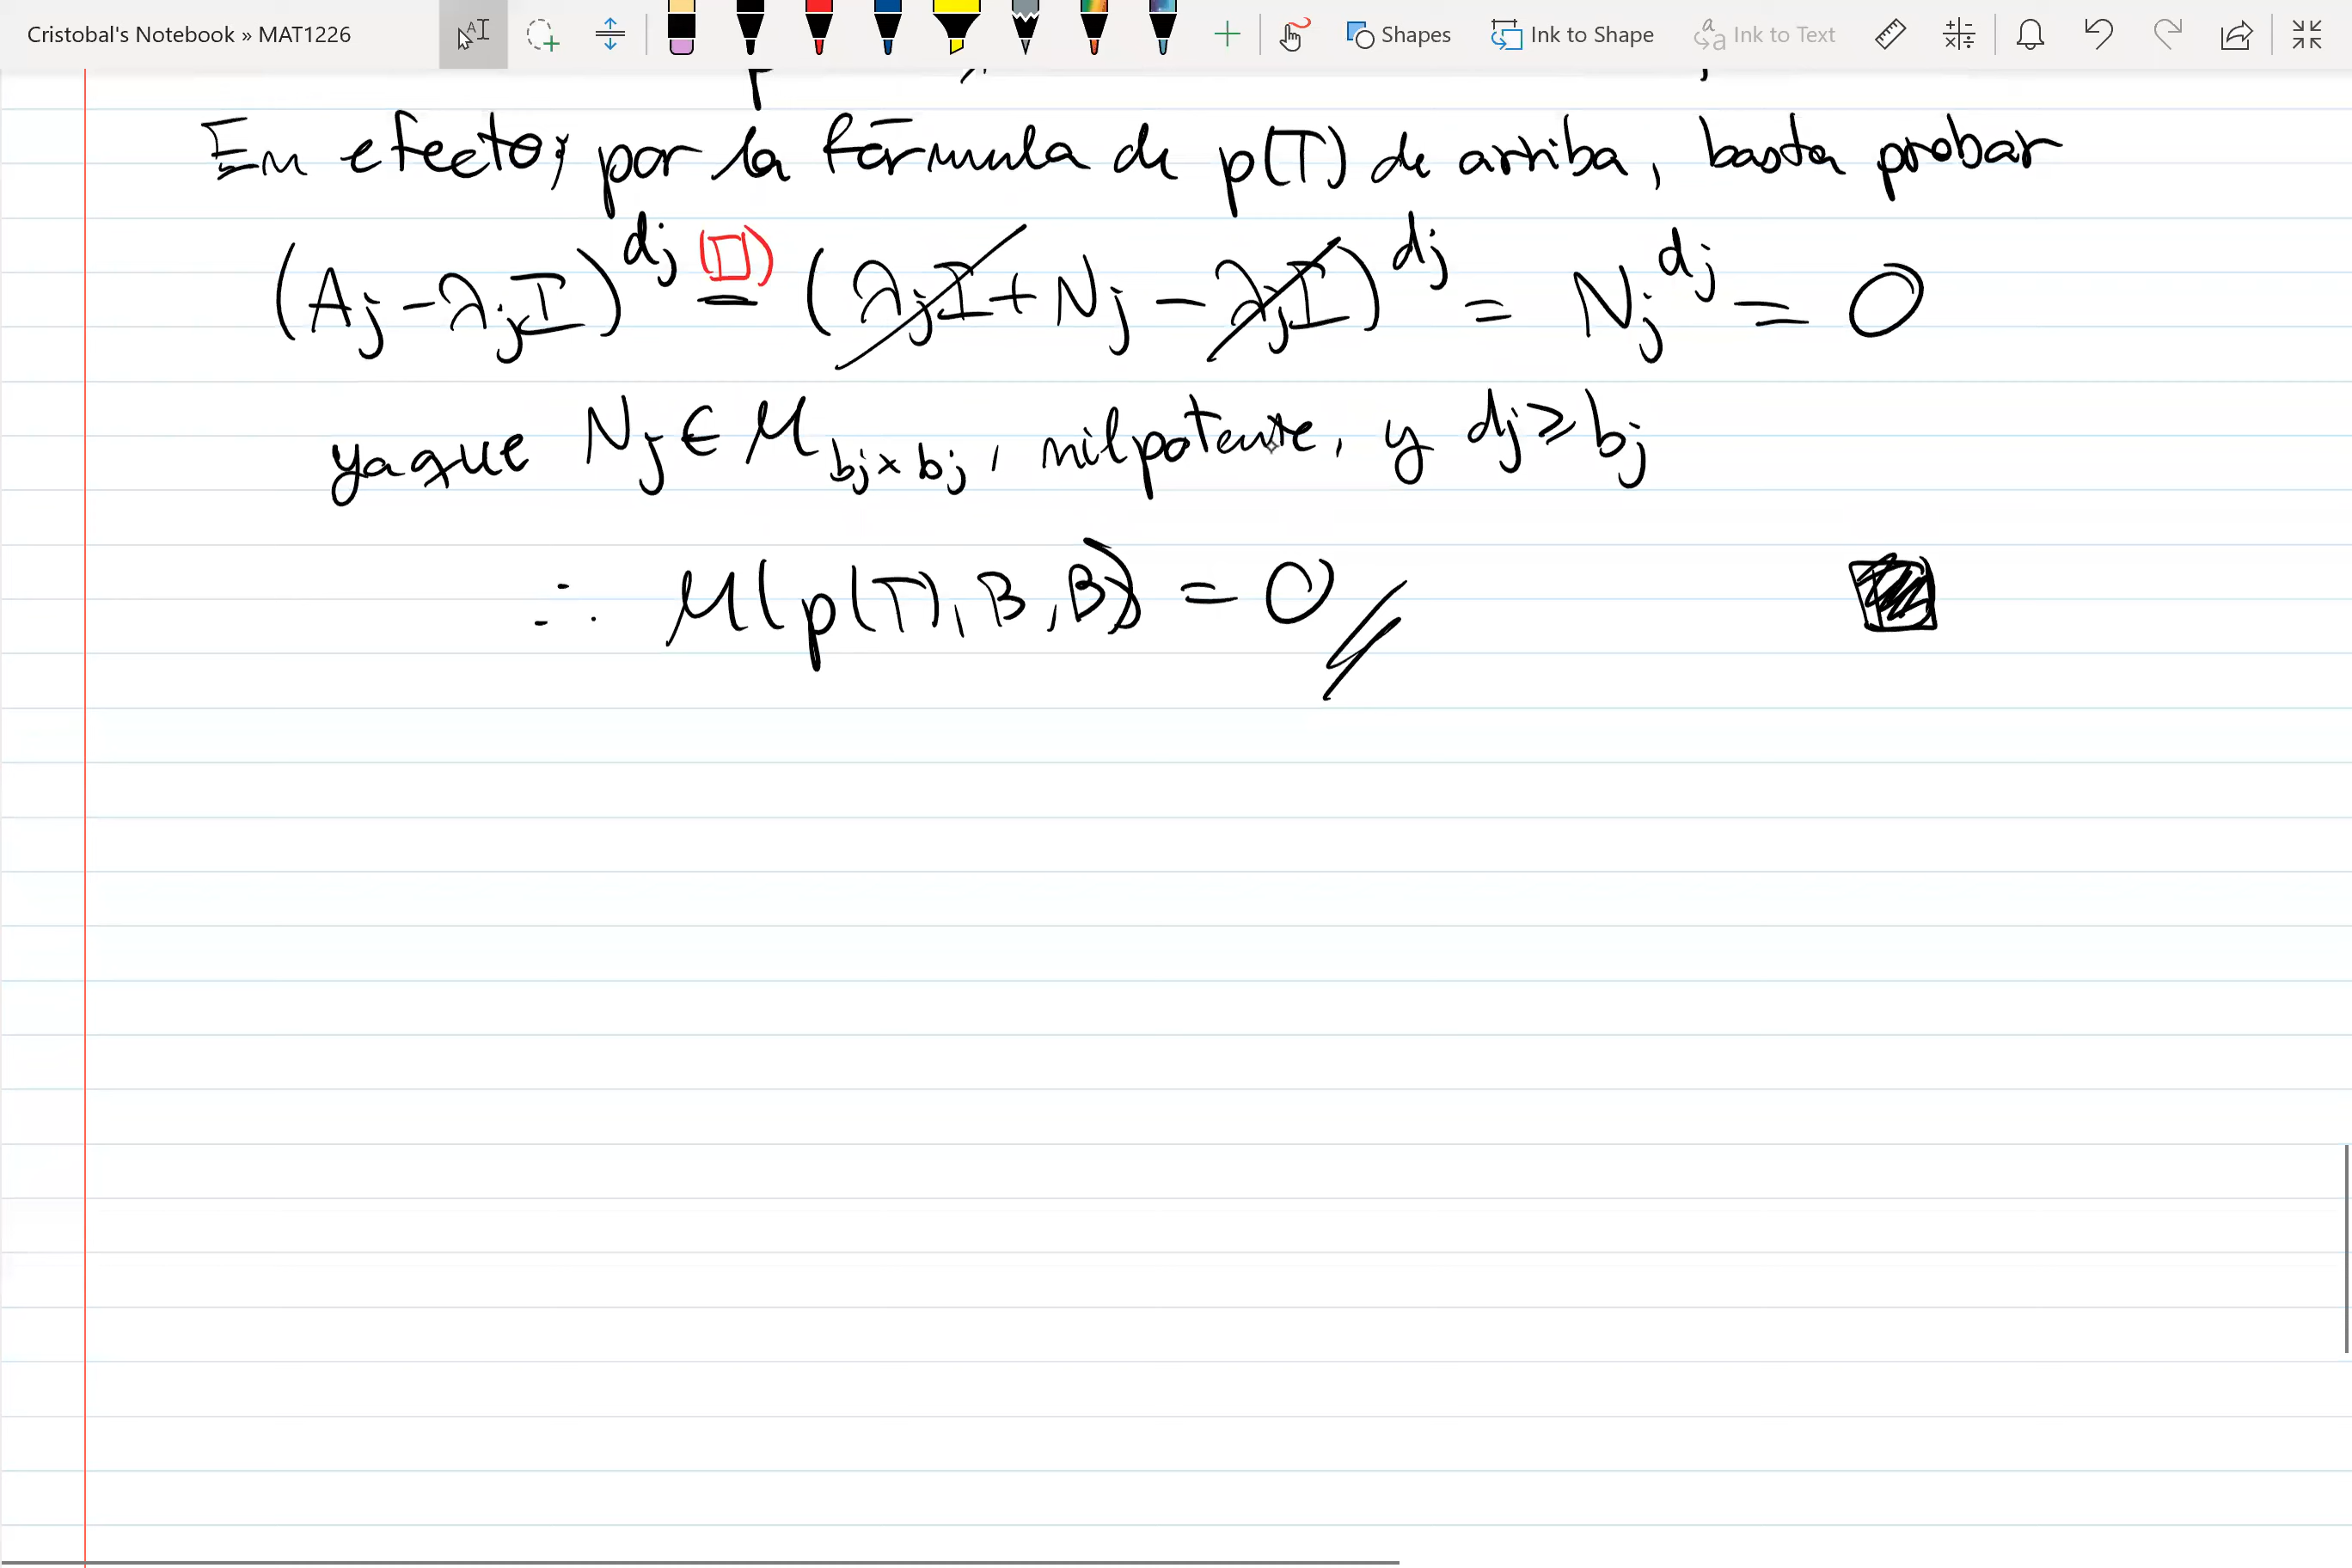 Cristobal's Notebook » MAT1226 Shapes Ink to Shape Ink to Text
En efecto, por la fórmula de p(T) de arriba, basta probar
(Aj - λjI)^dj (□)= (λjI + Nj - λjI)^dj = Nj^dj = 0
ya que Nj ∈ M bj×bj, nilpotente, y dj ≥ bj
∴ M(p(T), B, B) = 0